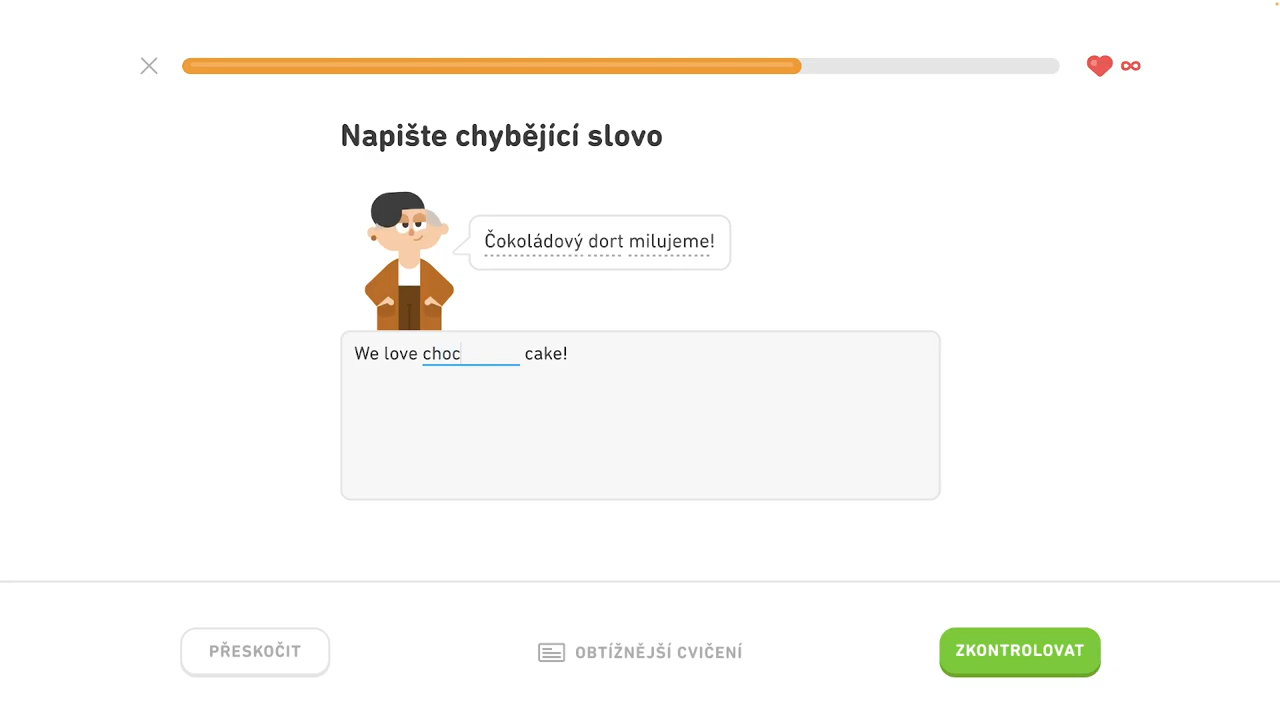 ∞
Napište chybějící slovo
Čokoládový dort milujeme!
We love choc cake!
PŘESKOČIT
OBTÍŽNĚJŠÍ CVIČENÍ
ZKONTROLOVAT